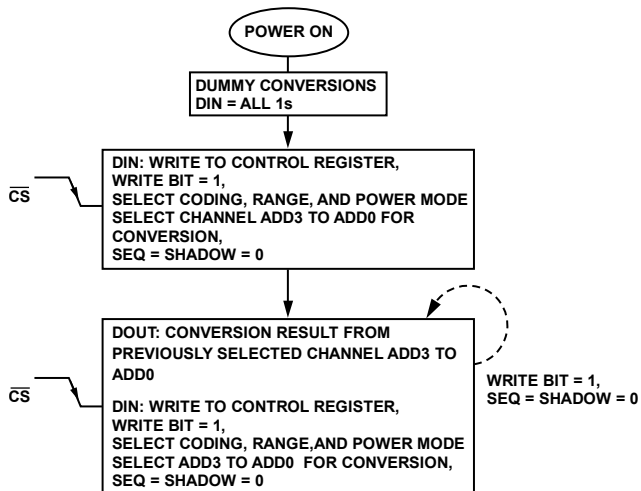 POWER ON
DUMMY CONVERSIONS
DIN = ALL 1s
CS
DIN: WRITE TO CONTROL REGISTER,
WRITE BIT = 1,
SELECT CODING, RANGE, AND POWER MODE
SELECT CHANNEL ADD3 TO ADD0 FOR
CONVERSION,
SEQ = SHADOW = 0
CS
DOUT: CONVERSION RESULT FROM
PREVIOUSLY SELECTED CHANNEL ADD3 TO
ADD0
DIN: WRITE TO CONTROL REGISTER,
WRITE BIT = 1,
SELECT CODING, RANGE,AND POWER MODE
SELECT ADD3 TO ADD0 FOR CONVERSION,
SEQ = SHADOW = 0
WRITE BIT = 1,
SEQ = SHADOW = 0